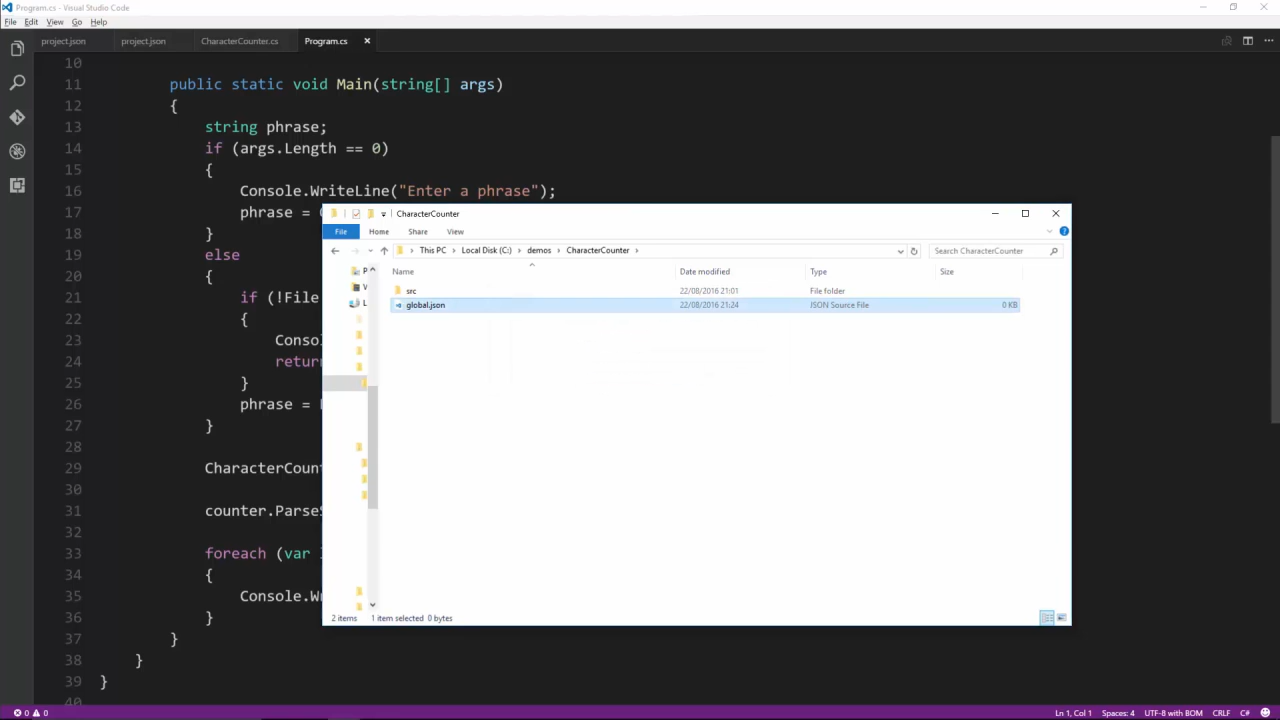 Program.cs - Visual Studio Code
File Edit View Go Help
project.json project.json CharacterCounter.cs Program.cs
10
11 public static void Main(string[] args)
12 {
13 string phrase;
14 if (args.Length == 0)
15 {
16 Console.WriteLine("Enter a phrase");
17 phrase =
18 }
19 else
20 {
21 if (!File
22 {
23
24
25 }
26 phrase =
27 }
28
29 CharacterCount
30
31 counter.Parse
32
33 foreach (var
34 {
35 Console.W
36 }
37 }
38 }
39 }
40
CharacterCounter
File Home Share View
This PC Local Disk (C:) demos CharacterCounter
Search CharacterCounter
Name Date modified Type Size
src 22/08/2016 21:01 File folder
global.json 22/08/2016 21:24 JSON Source File 0 KB
2 items 1 item selected 0 bytes
0 0 Ln 1, Col 1 Spaces: 4 UTF-8 with BOM CRLF C#